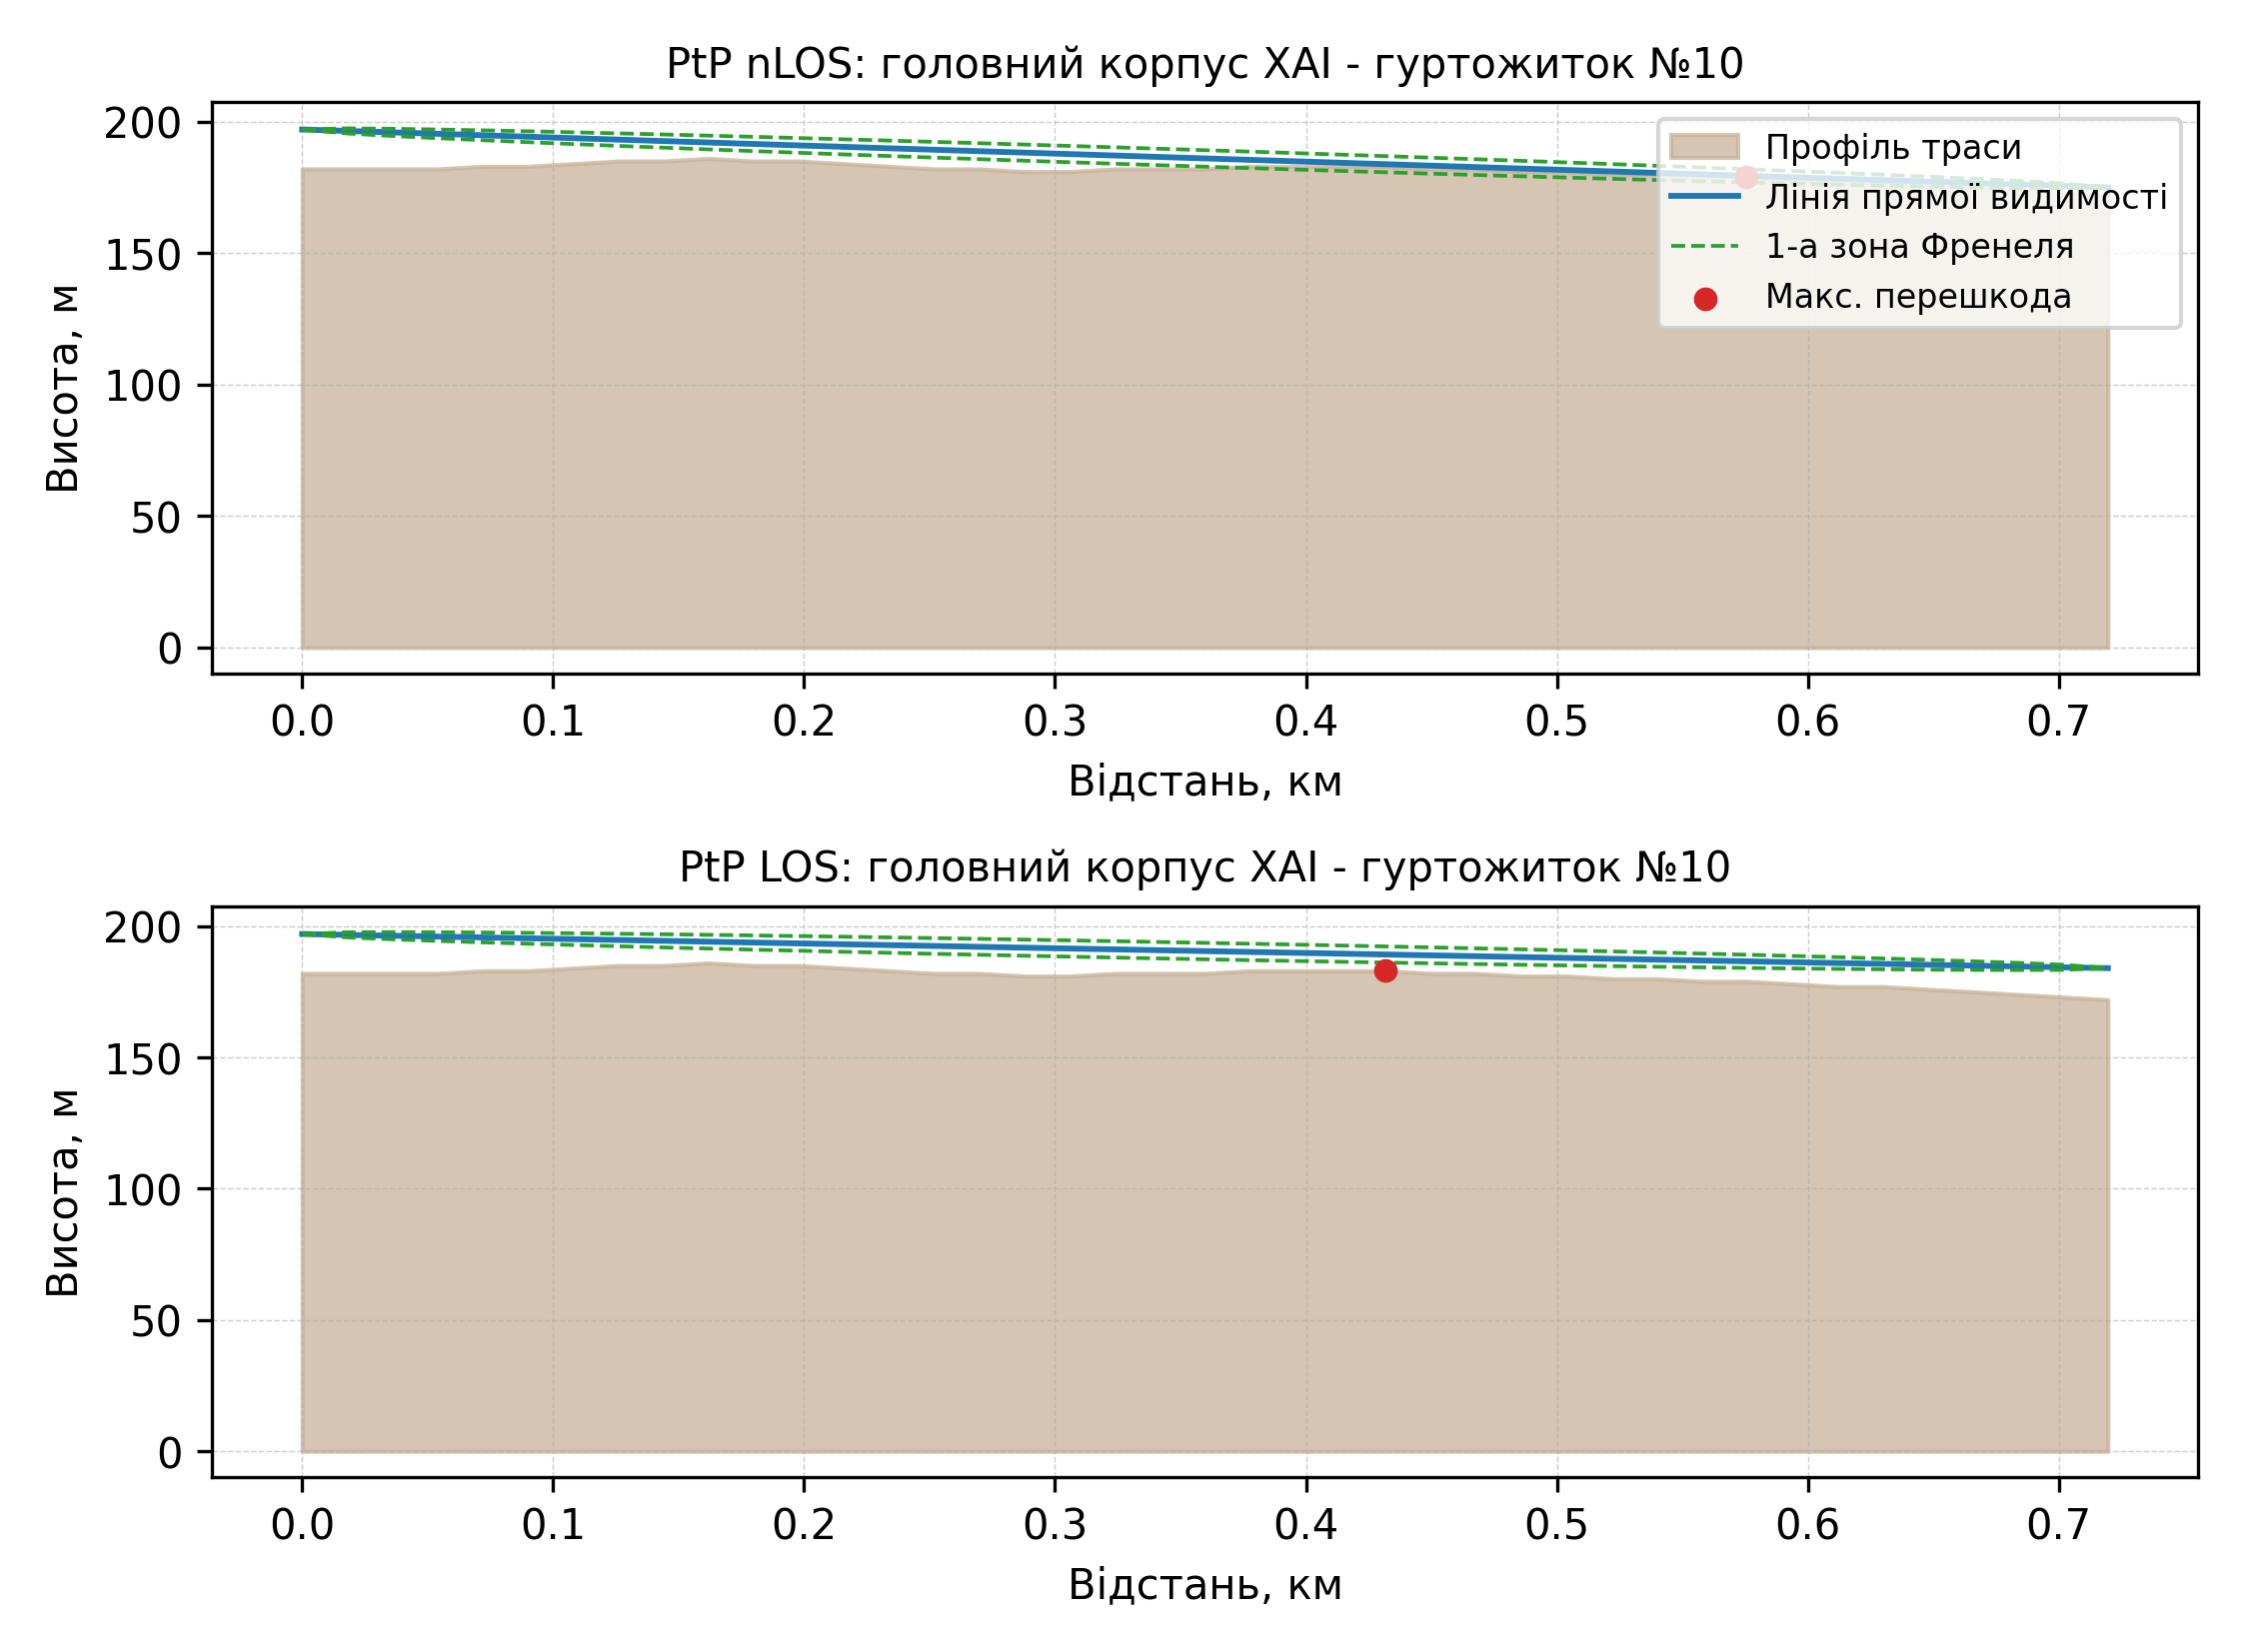 PtP nLOS: головний корпус ХАІ - гуртожиток №10
Висота, м
200
150
100
50
0
Профіль траси
Лінія прямої видимості
1-а зона Френеля
Макс. перешкода
0.0 0.1 0.2 0.3 0.4 0.5 0.6 0.7
Відстань, км
PtP LOS: головний корпус ХАІ - гуртожиток №10
Висота, м
200
150
100
50
0
0.0 0.1 0.2 0.3 0.4 0.5 0.6 0.7
Відстань, км